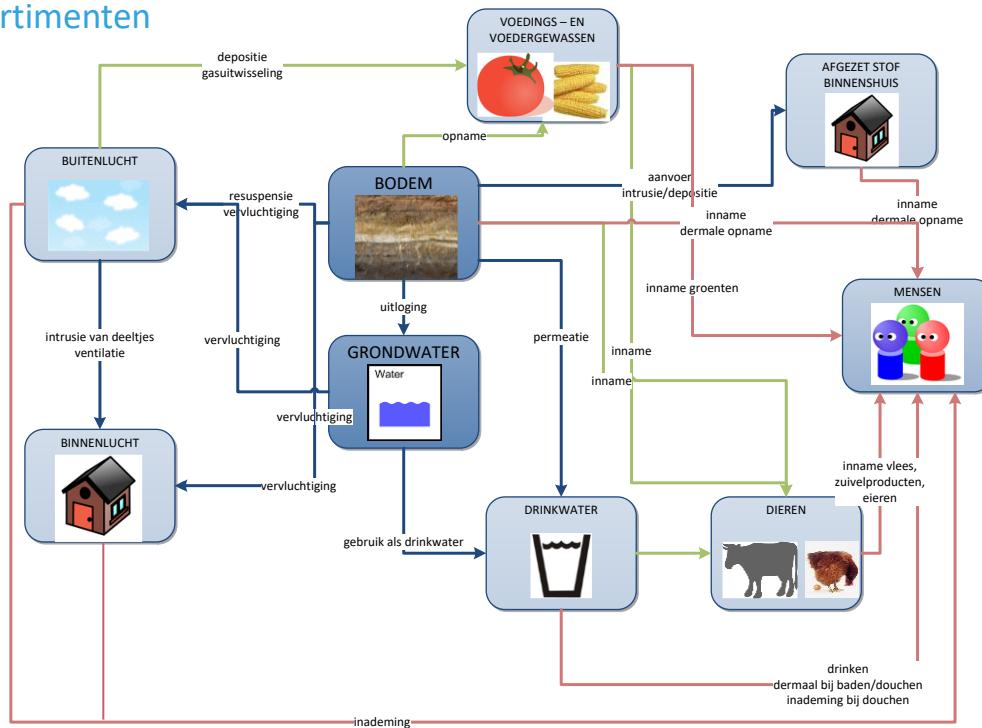 rtimenten
VOEDINGS – EN
VOEDERGEWASSEN
depositie
gasuitwisseling
AFGEZET STOF
BINNENSHUIS
opname
BUITENLUCHT
BODEM
aanvoer
intrusie/depositie
resuspensie
vervluchtiging
inname
dermale opname
inname
dermale opname
inname groenten
MENSEN
uitloging
intrusie van deeltjes
ventilatie
vervluchtiging
permeatie
GRONDWATER
inname
Water
inname
vervluchtiging
BINNENLUCHT
inname vlees,
zuivelproducten,
eieren
vervluchtiging
DRINKWATER
DIEREN
gebruik als drinkwater
drinken
dermaal bij baden/douchen
inademing bij douchen
inademing